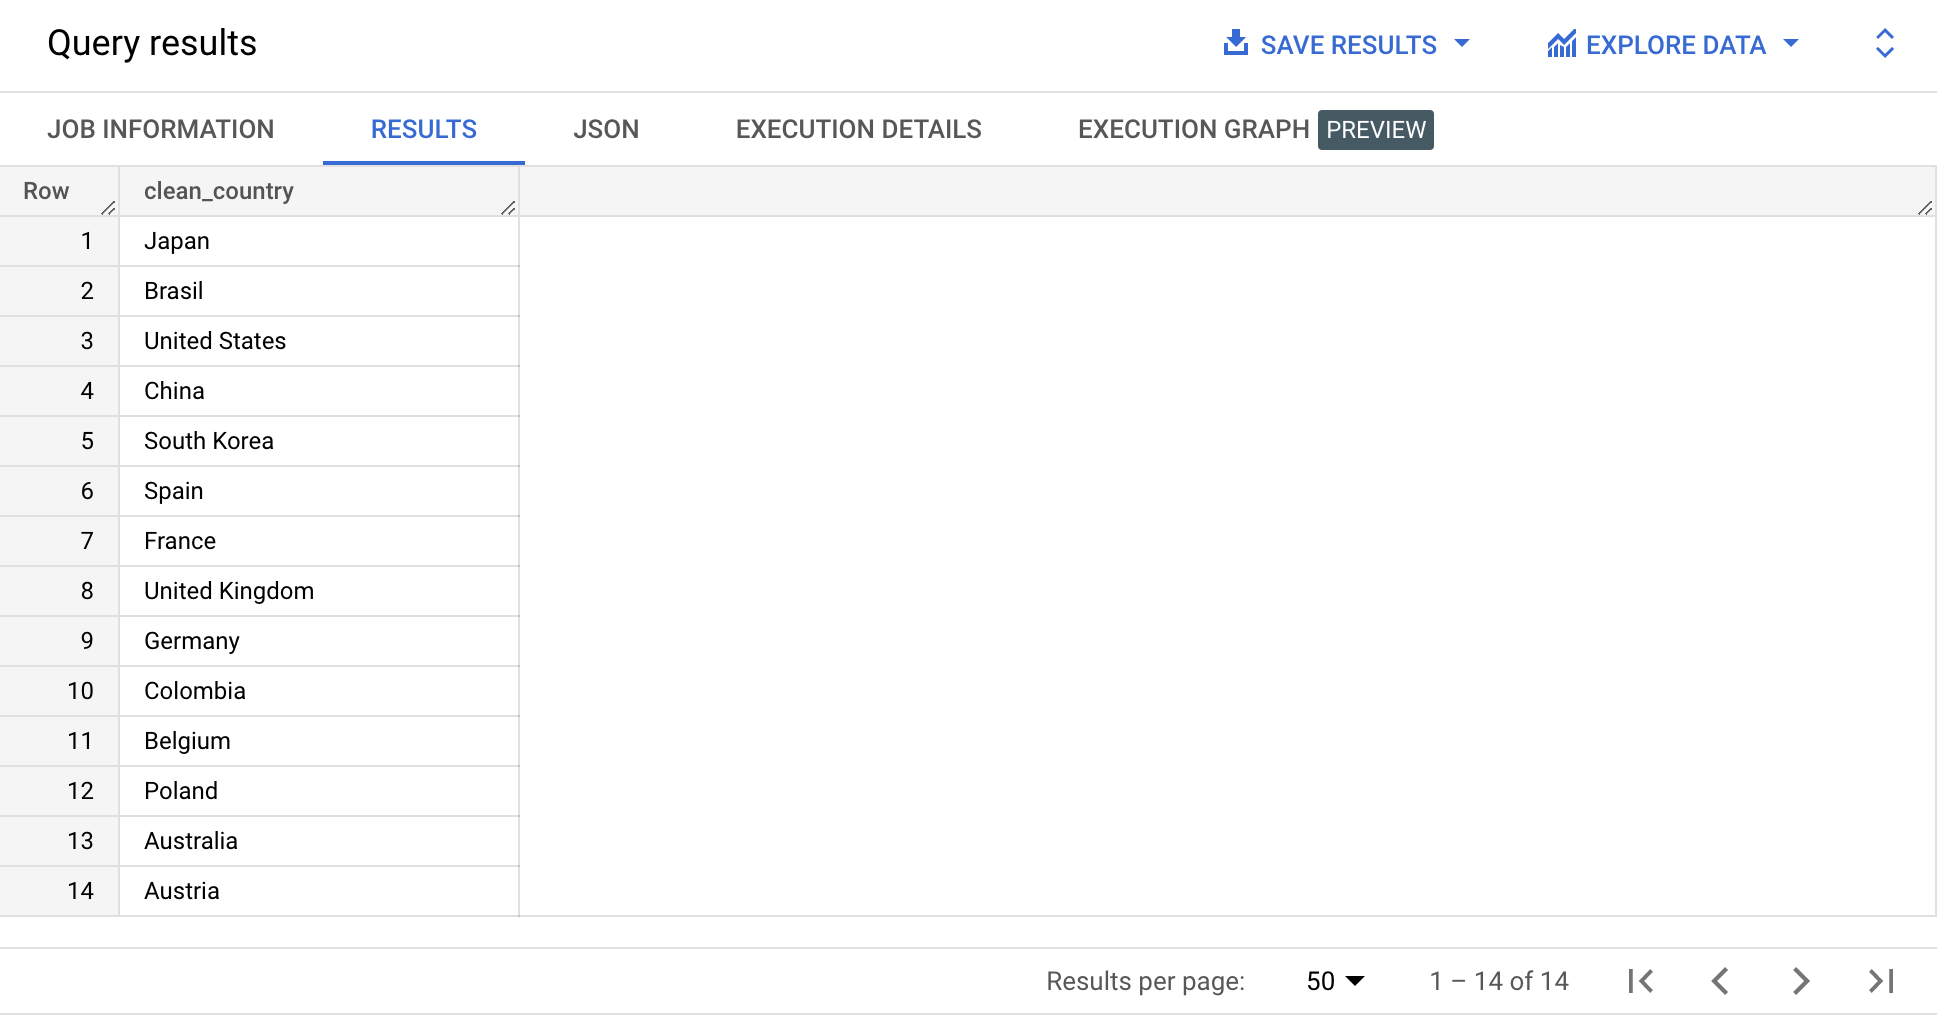 Query results SAVE RESULTS EXPLORE DATA
JOB INFORMATION RESULTS JSON EXECUTION DETAILS EXECUTION GRAPH PREVIEW
Row clean_country
1 Japan
2 Brasil
3 United States
4 China
5 South Korea
6 Spain
7 France
8 United Kingdom
9 Germany
10 Colombia
11 Belgium
12 Poland
13 Australia
14 Austria
Results per page: 50 1 – 14 of 14